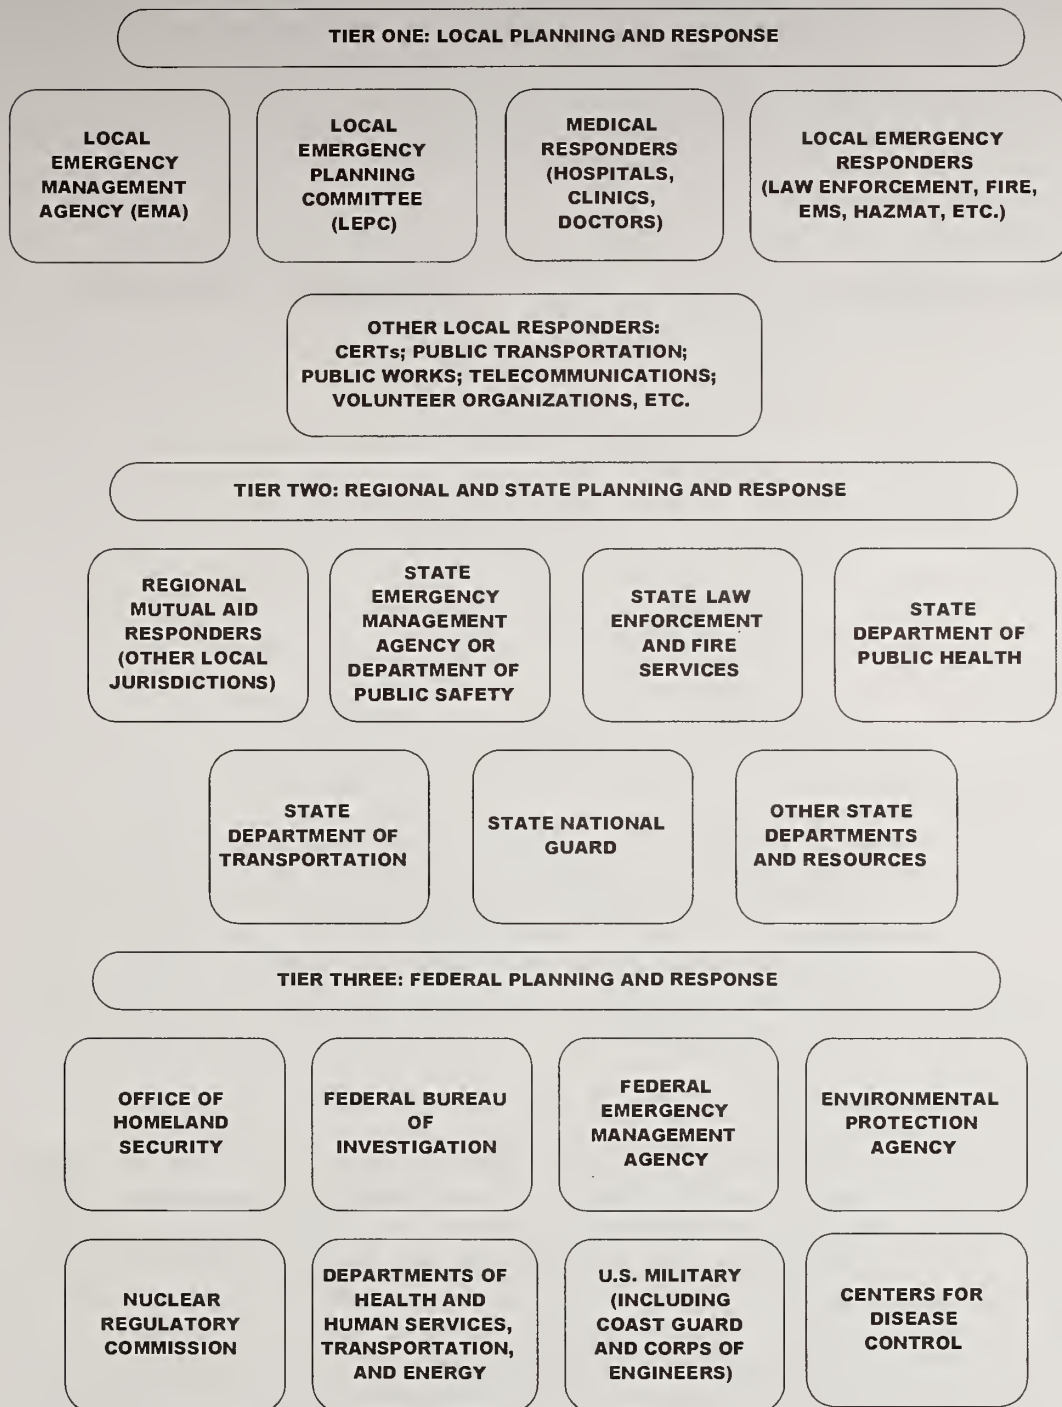 TIER ONE: LOCAL PLANNING AND RESPONSE
LOCAL
EMERGENCY
MANAGEMENT
AGENCY (EMA)
LOCAL
EMERGENCY
PLANNING
COMMITTEE
(LEPC)
MEDICAL
RESPONDERS
(HOSPITALS,
CLINICS,
DOCTORS)
LOCAL EMERGENCY
RESPONDERS
(LAW ENFORCEMENT, FIRE,
EMS, HAZMAT, ETC.)
OTHER LOCAL RESPONDERS:
CERTs; PUBLIC TRANSPORTATION;
PUBLIC WORKS; TELECOMMUNICATIONS;
VOLUNTEER ORGANIZATIONS, ETC.
TIER TWO: REGIONAL AND STATE PLANNING AND RESPONSE
REGIONAL
MUTUAL AID
RESPONDERS
(OTHER LOCAL
JURISDICTIONS)
STATE
EMERGENCY
MANAGEMENT
AGENCY OR
DEPARTMENT OF
PUBLIC SAFETY
STATE LAW
ENFORCEMENT
AND FIRE
SERVICES
STATE
DEPARTMENT OF
PUBLIC HEALTH
STATE
DEPARTMENT OF
TRANSPORTATION
STATE NATIONAL
GUARD
OTHER STATE
DEPARTMENTS
AND RESOURCES
TIER THREE: FEDERAL PLANNING AND RESPONSE
OFFICE OF
HOMELAND
SECURITY
FEDERAL BUREAU
OF
INVESTIGATION
FEDERAL
EMERGENCY
MANAGEMENT
AGENCY
ENVIRONMENTAL
PROTECTION
AGENCY
NUCLEAR
REGULATORY
COMMISSION
DEPARTMENTS OF
HEALTH AND
HUMAN SERVICES,
TRANSPORTATION,
AND ENERGY
U.S. MILITARY
(INCLUDING
COAST GUARD
AND CORPS OF
ENGINEERS)
CENTERS FOR
DISEASE
CONTROL